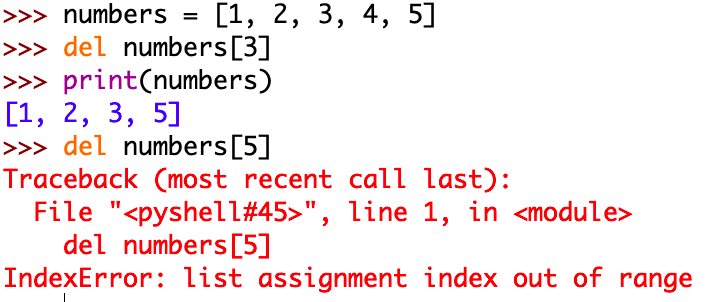 >>> numbers = [1, 2, 3, 4, 5]
>>> del numbers[3]
>>> print(numbers)
[1, 2, 3, 5]
>>> del numbers[5]
Traceback (most recent call last):
  File "<pyshell#45>", line 1, in <module>
    del numbers[5]
IndexError: list assignment index out of range